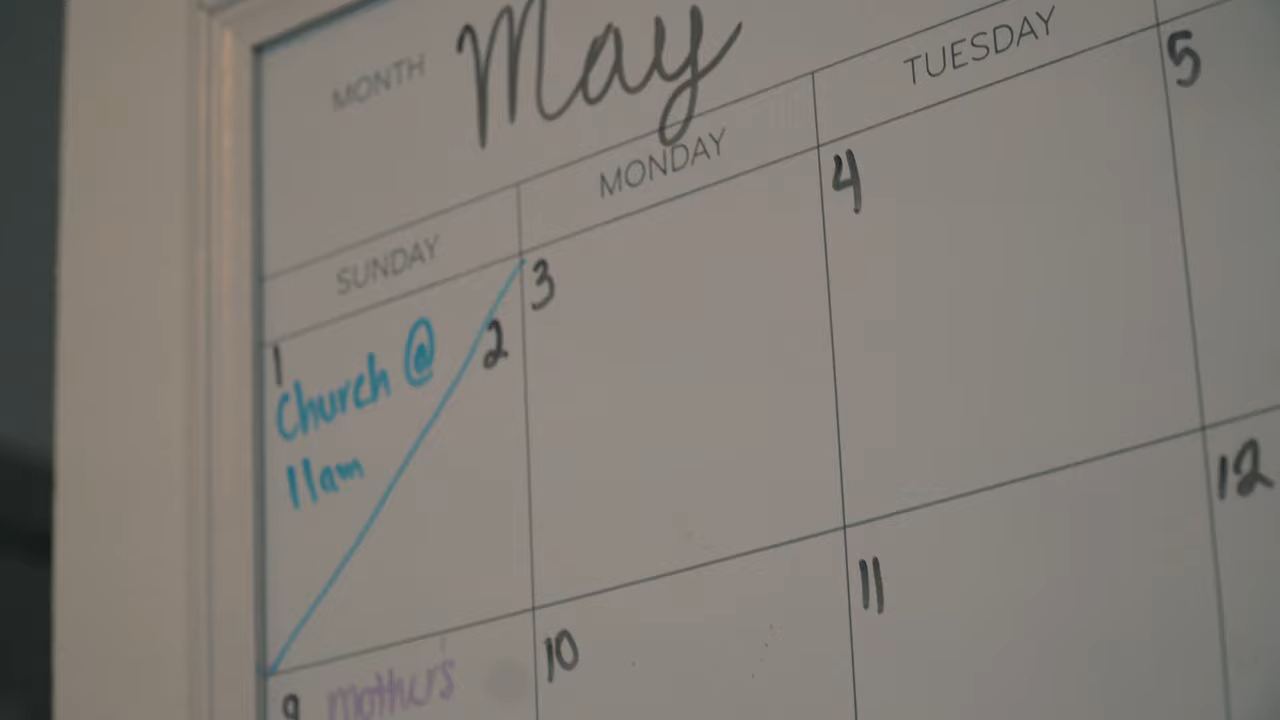 MONTH May
SUNDAY MONDAY TUESDAY
1 2 3 4 5
Church @
11am
9 mothers 10 11 12